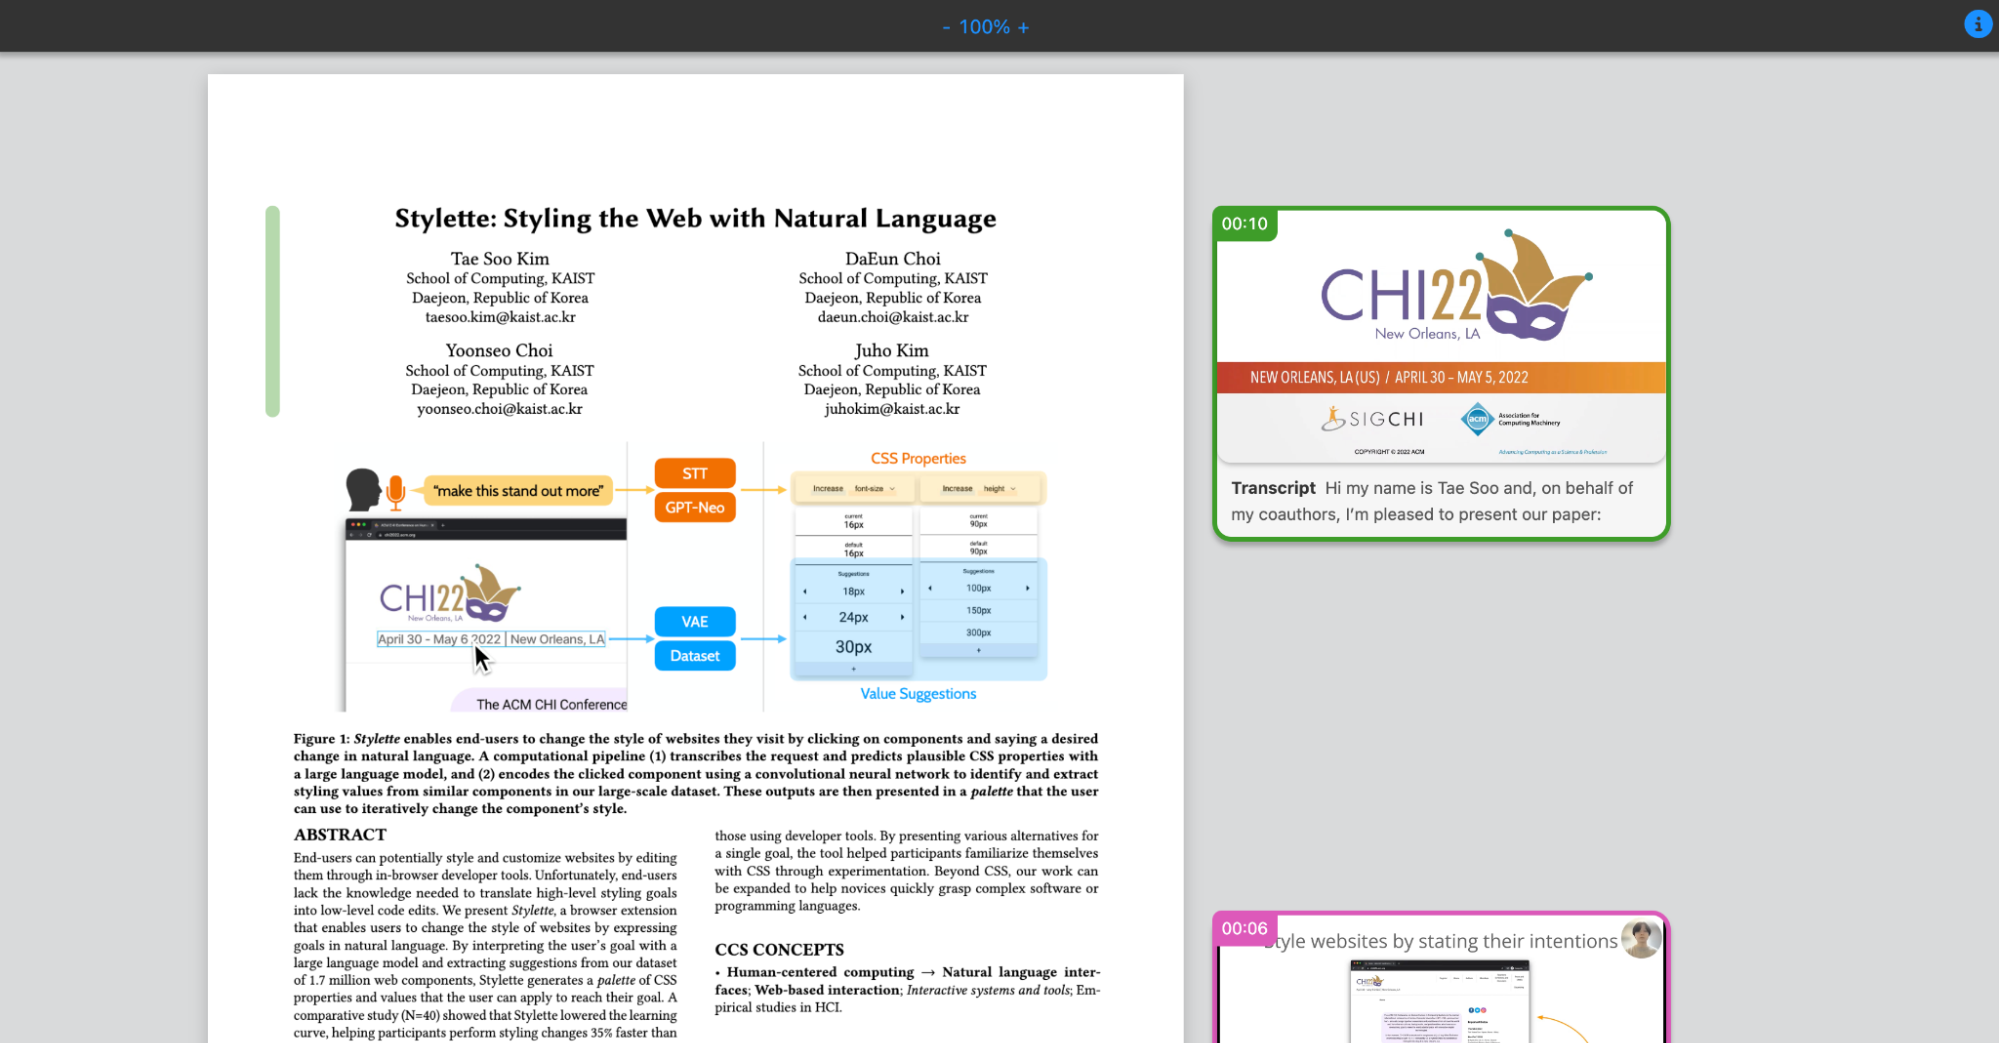 - 100% +
Stylette: Styling the Web with Natural Language
Tae Soo Kim
School of Computing, KAIST
Daejeon, Republic of Korea
taesoo.kim@kaist.ac.kr
DaEun Choi
School of Computing, KAIST
Daejeon, Republic of Korea
daeun.choi@kaist.ac.kr
Yoonseo Choi
School of Computing, KAIST
Daejeon, Republic of Korea
yoonseo.choi@kaist.ac.kr
Juho Kim
School of Computing, KAIST
Daejeon, Republic of Korea
juhokim@kaist.ac.kr
"make this stand out more"
CHI22
New Orleans, LA
April 30 - May 6 2022 | New Orleans, LA
The ACM CHI Conference
STT
GPT-Neo
VAE
Dataset
CSS Properties
Increase font-size
current
16px
default
16px
Suggestions
18px
24px
30px
+
Increase height
current
90px
default
90px
Suggestions
100px
150px
300px
+
Value Suggestions
Figure 1: Stylette enables end-users to change the style of websites they visit by clicking on components and saying a desired
change in natural language. A computational pipeline (1) transcribes the request and predicts plausible CSS properties with
a large language model, and (2) encodes the clicked component using a convolutional neural network to identify and extract
styling values from similar components in our large-scale dataset. These outputs are then presented in a palette that the user
can use to iteratively change the component's style.
ABSTRACT
End-users can potentially style and customize websites by editing
them through in-browser developer tools. Unfortunately, end-users
lack the knowledge needed to translate high-level styling goals
into low-level code edits. We present Stylette, a browser extension
that enables users to change the style of websites by expressing
goals in natural language. By interpreting the user's goal with a
large language model and extracting suggestions from our dataset
of 1.7 million web components, Stylette generates a palette of CSS
properties and values that the user can apply to reach their goal. A
comparative study (N=40) showed that Stylette lowered the learning
curve, helping participants perform styling changes 35% faster than
those using developer tools. By presenting various alternatives for
a single goal, the tool helped participants familiarize themselves
with CSS through experimentation. Beyond CSS, our work can
be expanded to help novices quickly grasp complex software or
programming languages.
CCS CONCEPTS
• Human-centered computing → Natural language inter-
faces; Web-based interaction; Interactive systems and tools; Em-
pirical studies in HCI.
00:10
CHI22
New Orleans, LA
NEW ORLEANS, LA (US) / APRIL 30 – MAY 5, 2022
SIGCHI
acm
Association for
Computing Machinery
COPYRIGHT © 2022 ACM
Advancing Computing as a Science & Profession
Transcript Hi my name is Tae Soo and, on behalf of
my coauthors, I'm pleased to present our paper:
00:06
style websites by stating their intentions